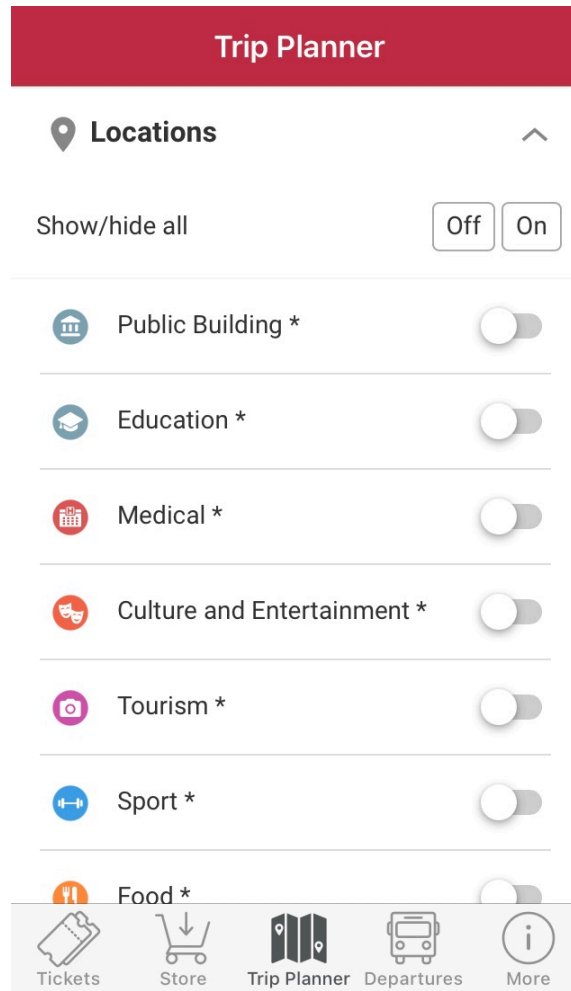 Trip Planner
Locations
Show/hide all Off On
Public Building *
Education *
Medical *
Culture and Entertainment *
Tourism *
Sport *
Food *
Tickets Store Trip Planner Departures More